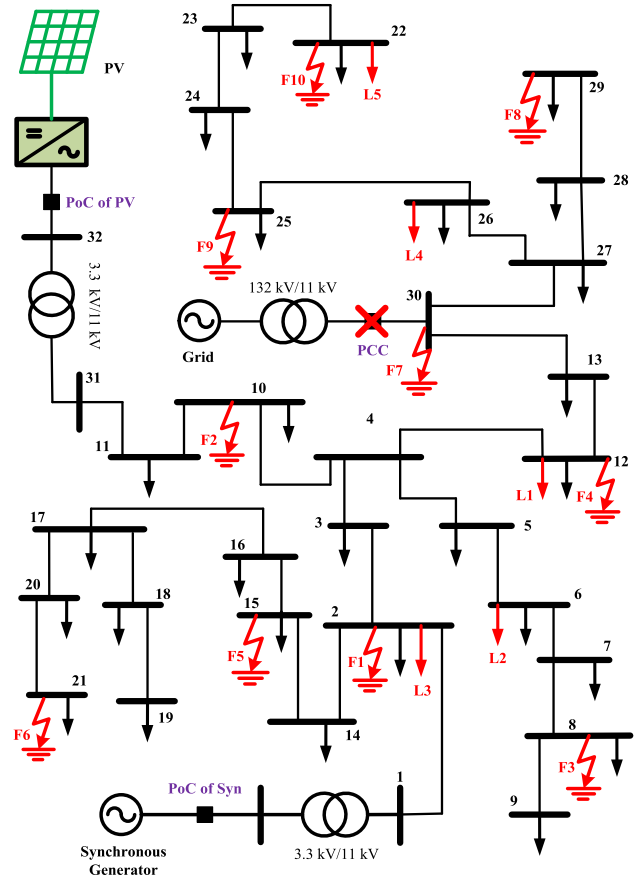 23
22
PV
F10
L5
29
F8
24
28
PoC of PV
25
26
32
F9
L4
27
3.3 kV/11 kV
132 kV/11 kV
30
Grid
PCC
F7
13
31
10
4
11
F2
12
L1
F4
17
3
5
16
20
18
15
2
6
F5
F1
L2
7
21
L3
F6
19
14
8
F3
PoC of Syn
1
9
Synchronous
Generator
3.3 kV/11 kV